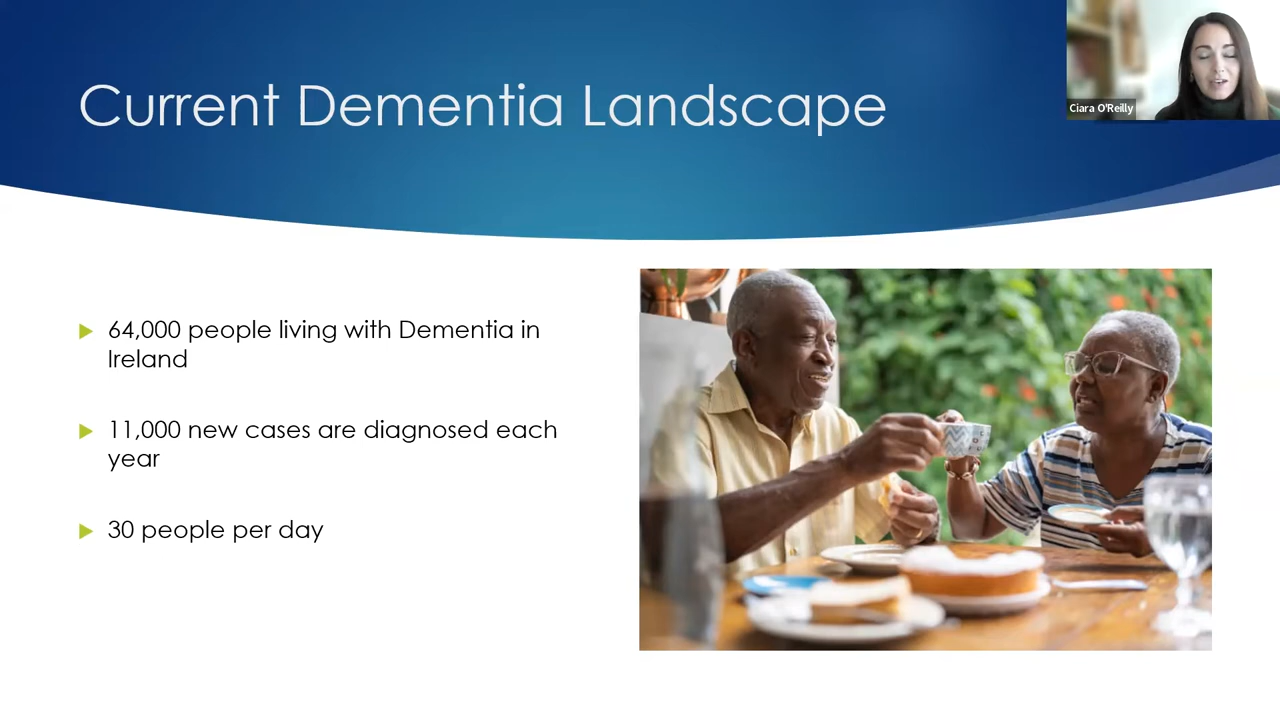 Current Dementia Landscape
Ciara O'Reilly
64,000 people living with Dementia in
Ireland
11,000 new cases are diagnosed each
year
30 people per day